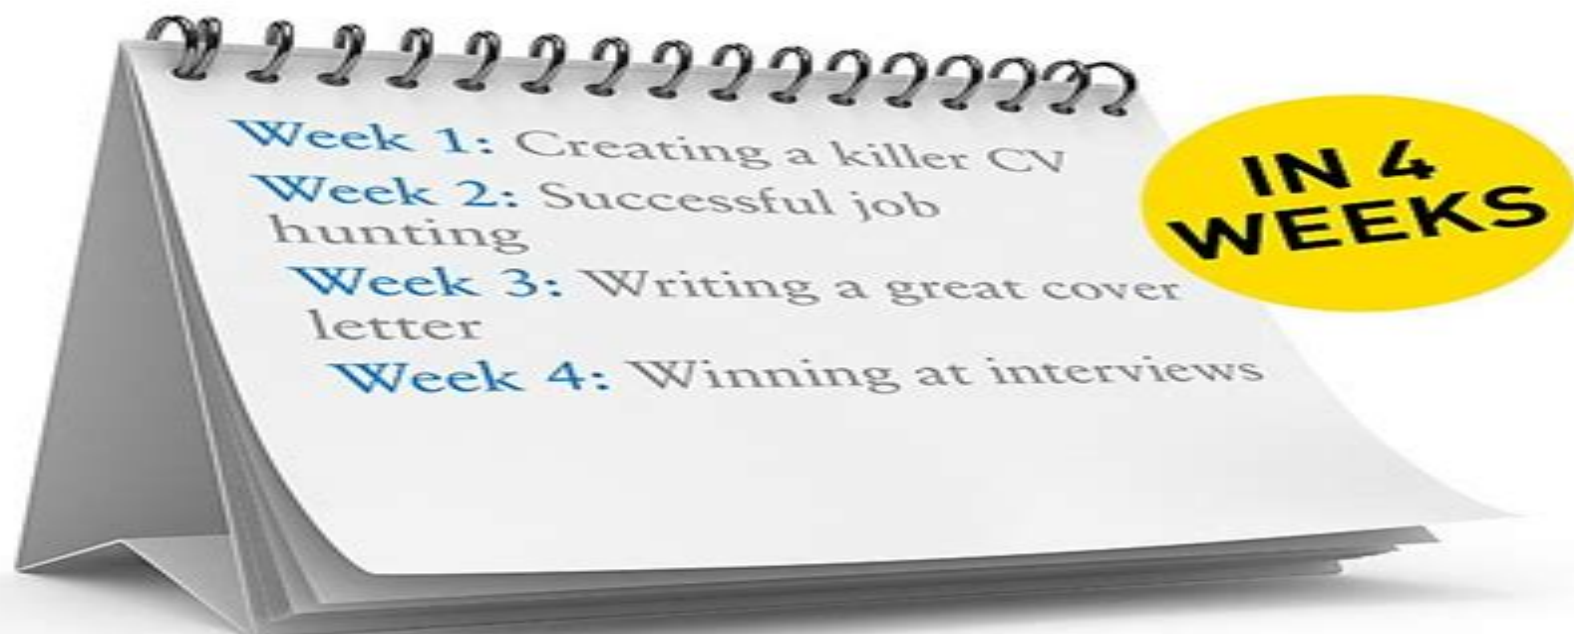 Week 1: Creating a killer CV
Week 2: Successful job
hunting
Week 3: Writing a great cover
letter
Week 4: Winning at interviews
IN 4
WEEKS